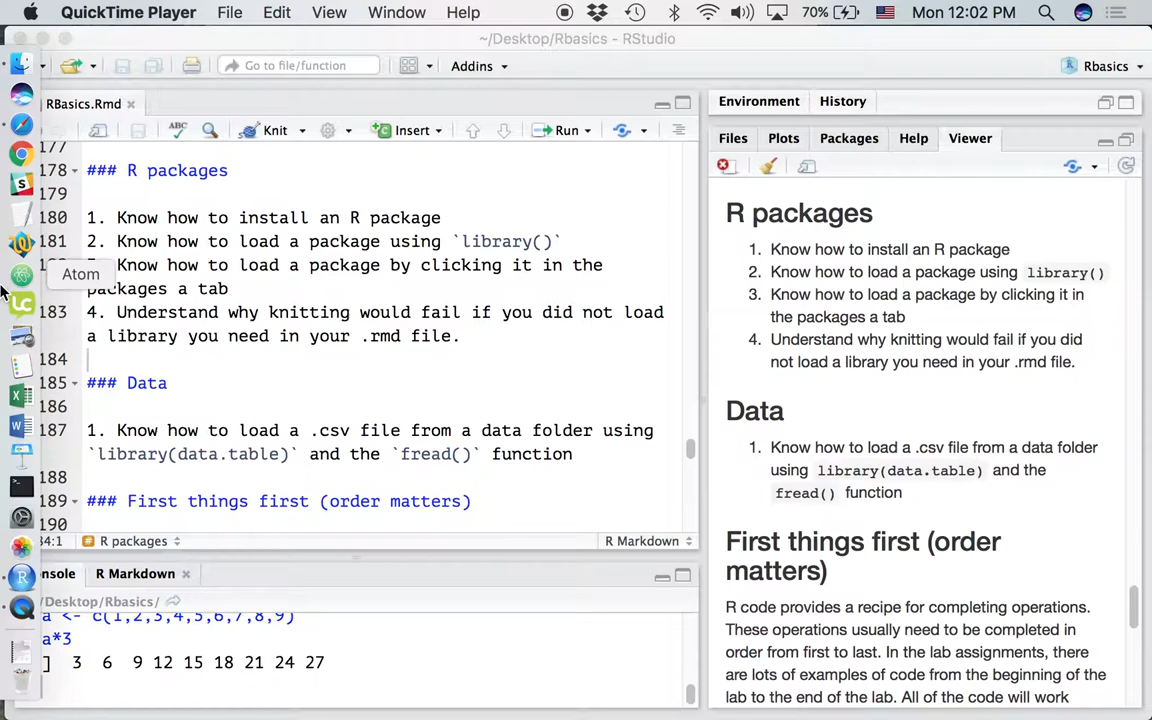 QuickTime Player File Edit View Window Help 70% Mon 12:02 PM
~/Desktop/Rbasics - RStudio
Go to file/function Addins Rbasics
RBasics.Rmd
ABC Knit Insert Run
177
178 ### R packages
179
180 1. Know how to install an R package
181 2. Know how to load a package using `library()`
Know how to load a package by clicking it in the
packages a tab
183 4. Understand why knitting would fail if you did not load
a library you need in your .rmd file.
184
185 ### Data
186
187 1. Know how to load a .csv file from a data folder using
`library(data.table)` and the `fread()` function
188
189 ### First things first (order matters)
190
34:1 R packages R Markdown
Atom
LC
onsole R Markdown
/Desktop/Rbasics/
a <- c(1,2,3,4,5,6,7,8,9)
a*3
] 3 6 9 12 15 18 21 24 27
Environment History
Files Plots Packages Help Viewer
R packages
1. Know how to install an R package
2. Know how to load a package using library()
3. Know how to load a package by clicking it in
the packages a tab
4. Understand why knitting would fail if you did
not load a library you need in your .rmd file.
Data
1. Know how to load a .csv file from a data folder
using library(data.table) and the
fread() function
First things first (order
matters)
R code provides a recipe for completing operations.
These operations usually need to be completed in
order from first to last. In the lab assignments, there
are lots of examples of code from the beginning of the
lab to the end of the lab. All of the code will work